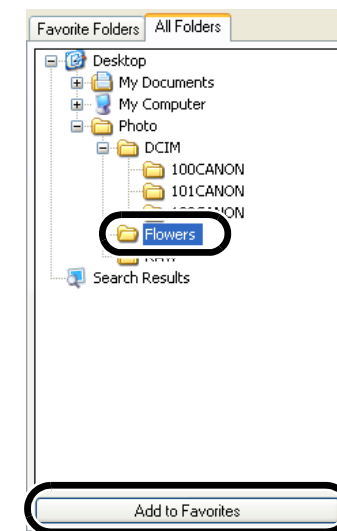 Favorite Folders All Folders
Desktop
My Documents
My Computer
Photo
DCIM
100CANON
101CANON
Flowers
Search Results
Add to Favorites